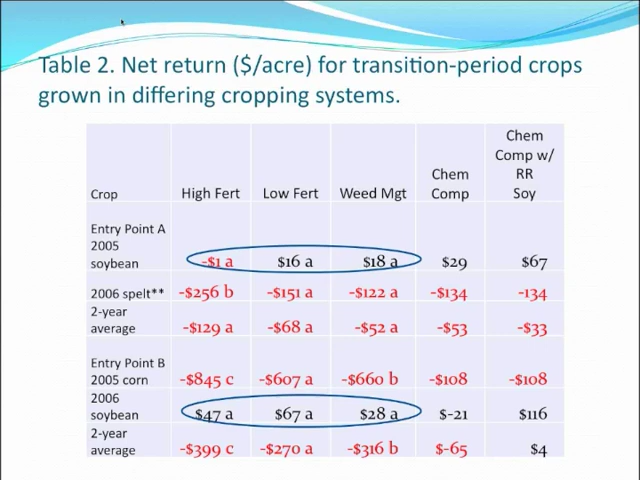 Table 2. Net return ($/acre) for transition-period crops
grown in differing cropping systems.
Crop High Fert Low Fert Weed Mgt Chem Comp Chem Comp w/ RR Soy
Entry Point A
2005
soybean -$1 a $16 a $18 a $29 $67
2006 spelt** -$256 b -$151 a -$122 a -$134 -134
2-year
average -$129 a -$68 a -$52 a -$53 -$33
Entry Point B
2005 corn -$845 c -$607 a -$660 b -$108 -$108
2006
soybean $47 a $67 a $28 a $-21 $116
2-year
average -$399 c -$270 a -$316 b $-65 $4